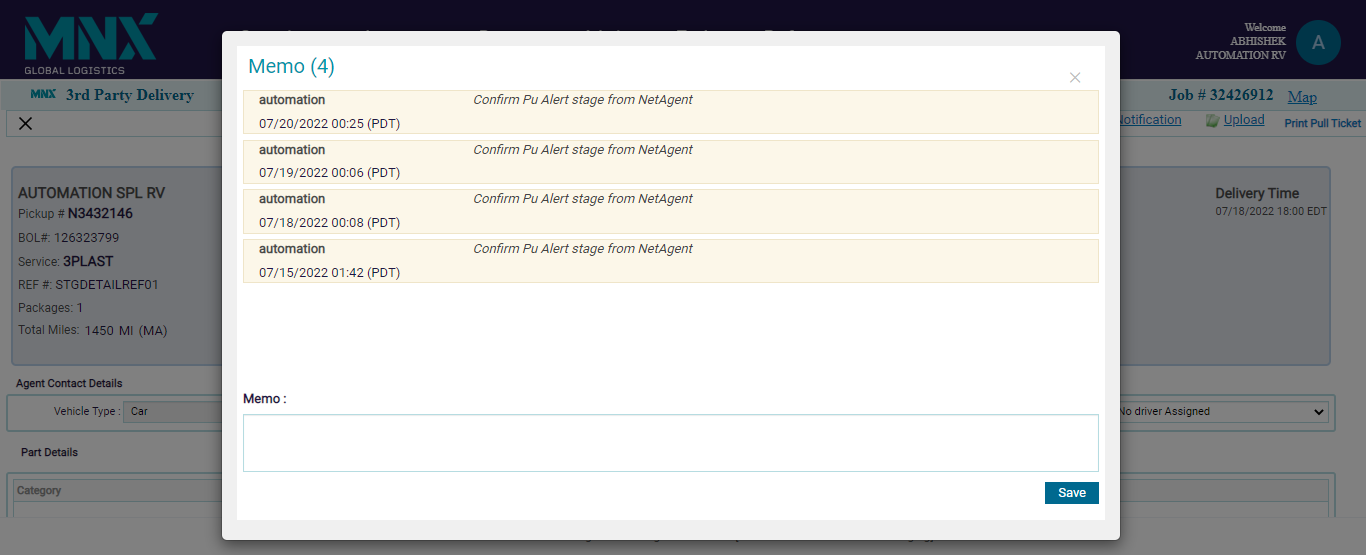 MNX
GLOBAL LOGISTICS
Welcome
ABHISHEK
AUTOMATION RV
A
MNX 3rd Party Delivery
Job # 32426912 Map
Upload Print Pull Ticket
AUTOMATION SPL RV
Pickup # N3432146
BOL#: 126323799
Service: 3PLAST
REF #: STGDETAILREF01
Packages: 1
Total Miles: 1450 MI (MA)
Delivery Time
07/18/2022 18:00 EDT
Memo (4)
automation Confirm Pu Alert stage from NetAgent
07/20/2022 00:25 (PDT)
automation Confirm Pu Alert stage from NetAgent
07/19/2022 00:06 (PDT)
automation Confirm Pu Alert stage from NetAgent
07/18/2022 00:08 (PDT)
automation Confirm Pu Alert stage from NetAgent
07/15/2022 01:42 (PDT)
Memo :
Save
Agent Contact Details
Vehicle Type : Car
No driver Assigned
Part Details
Category